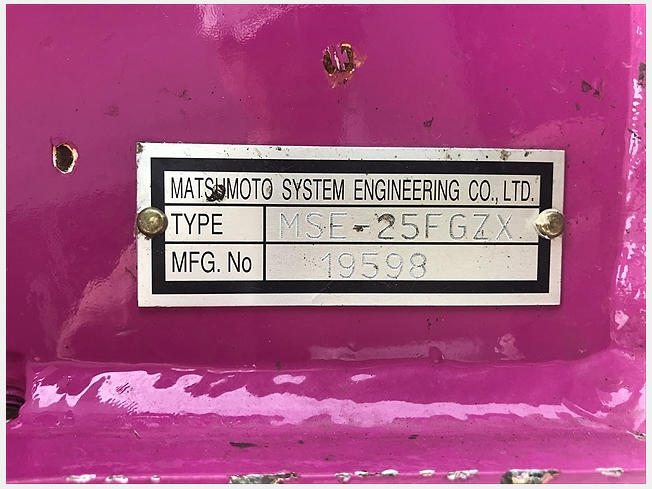 MATSUMOTO SYSTEM ENGINEERING CO., LTD.
TYPE MSE-25FGZX
MFG. No 19598